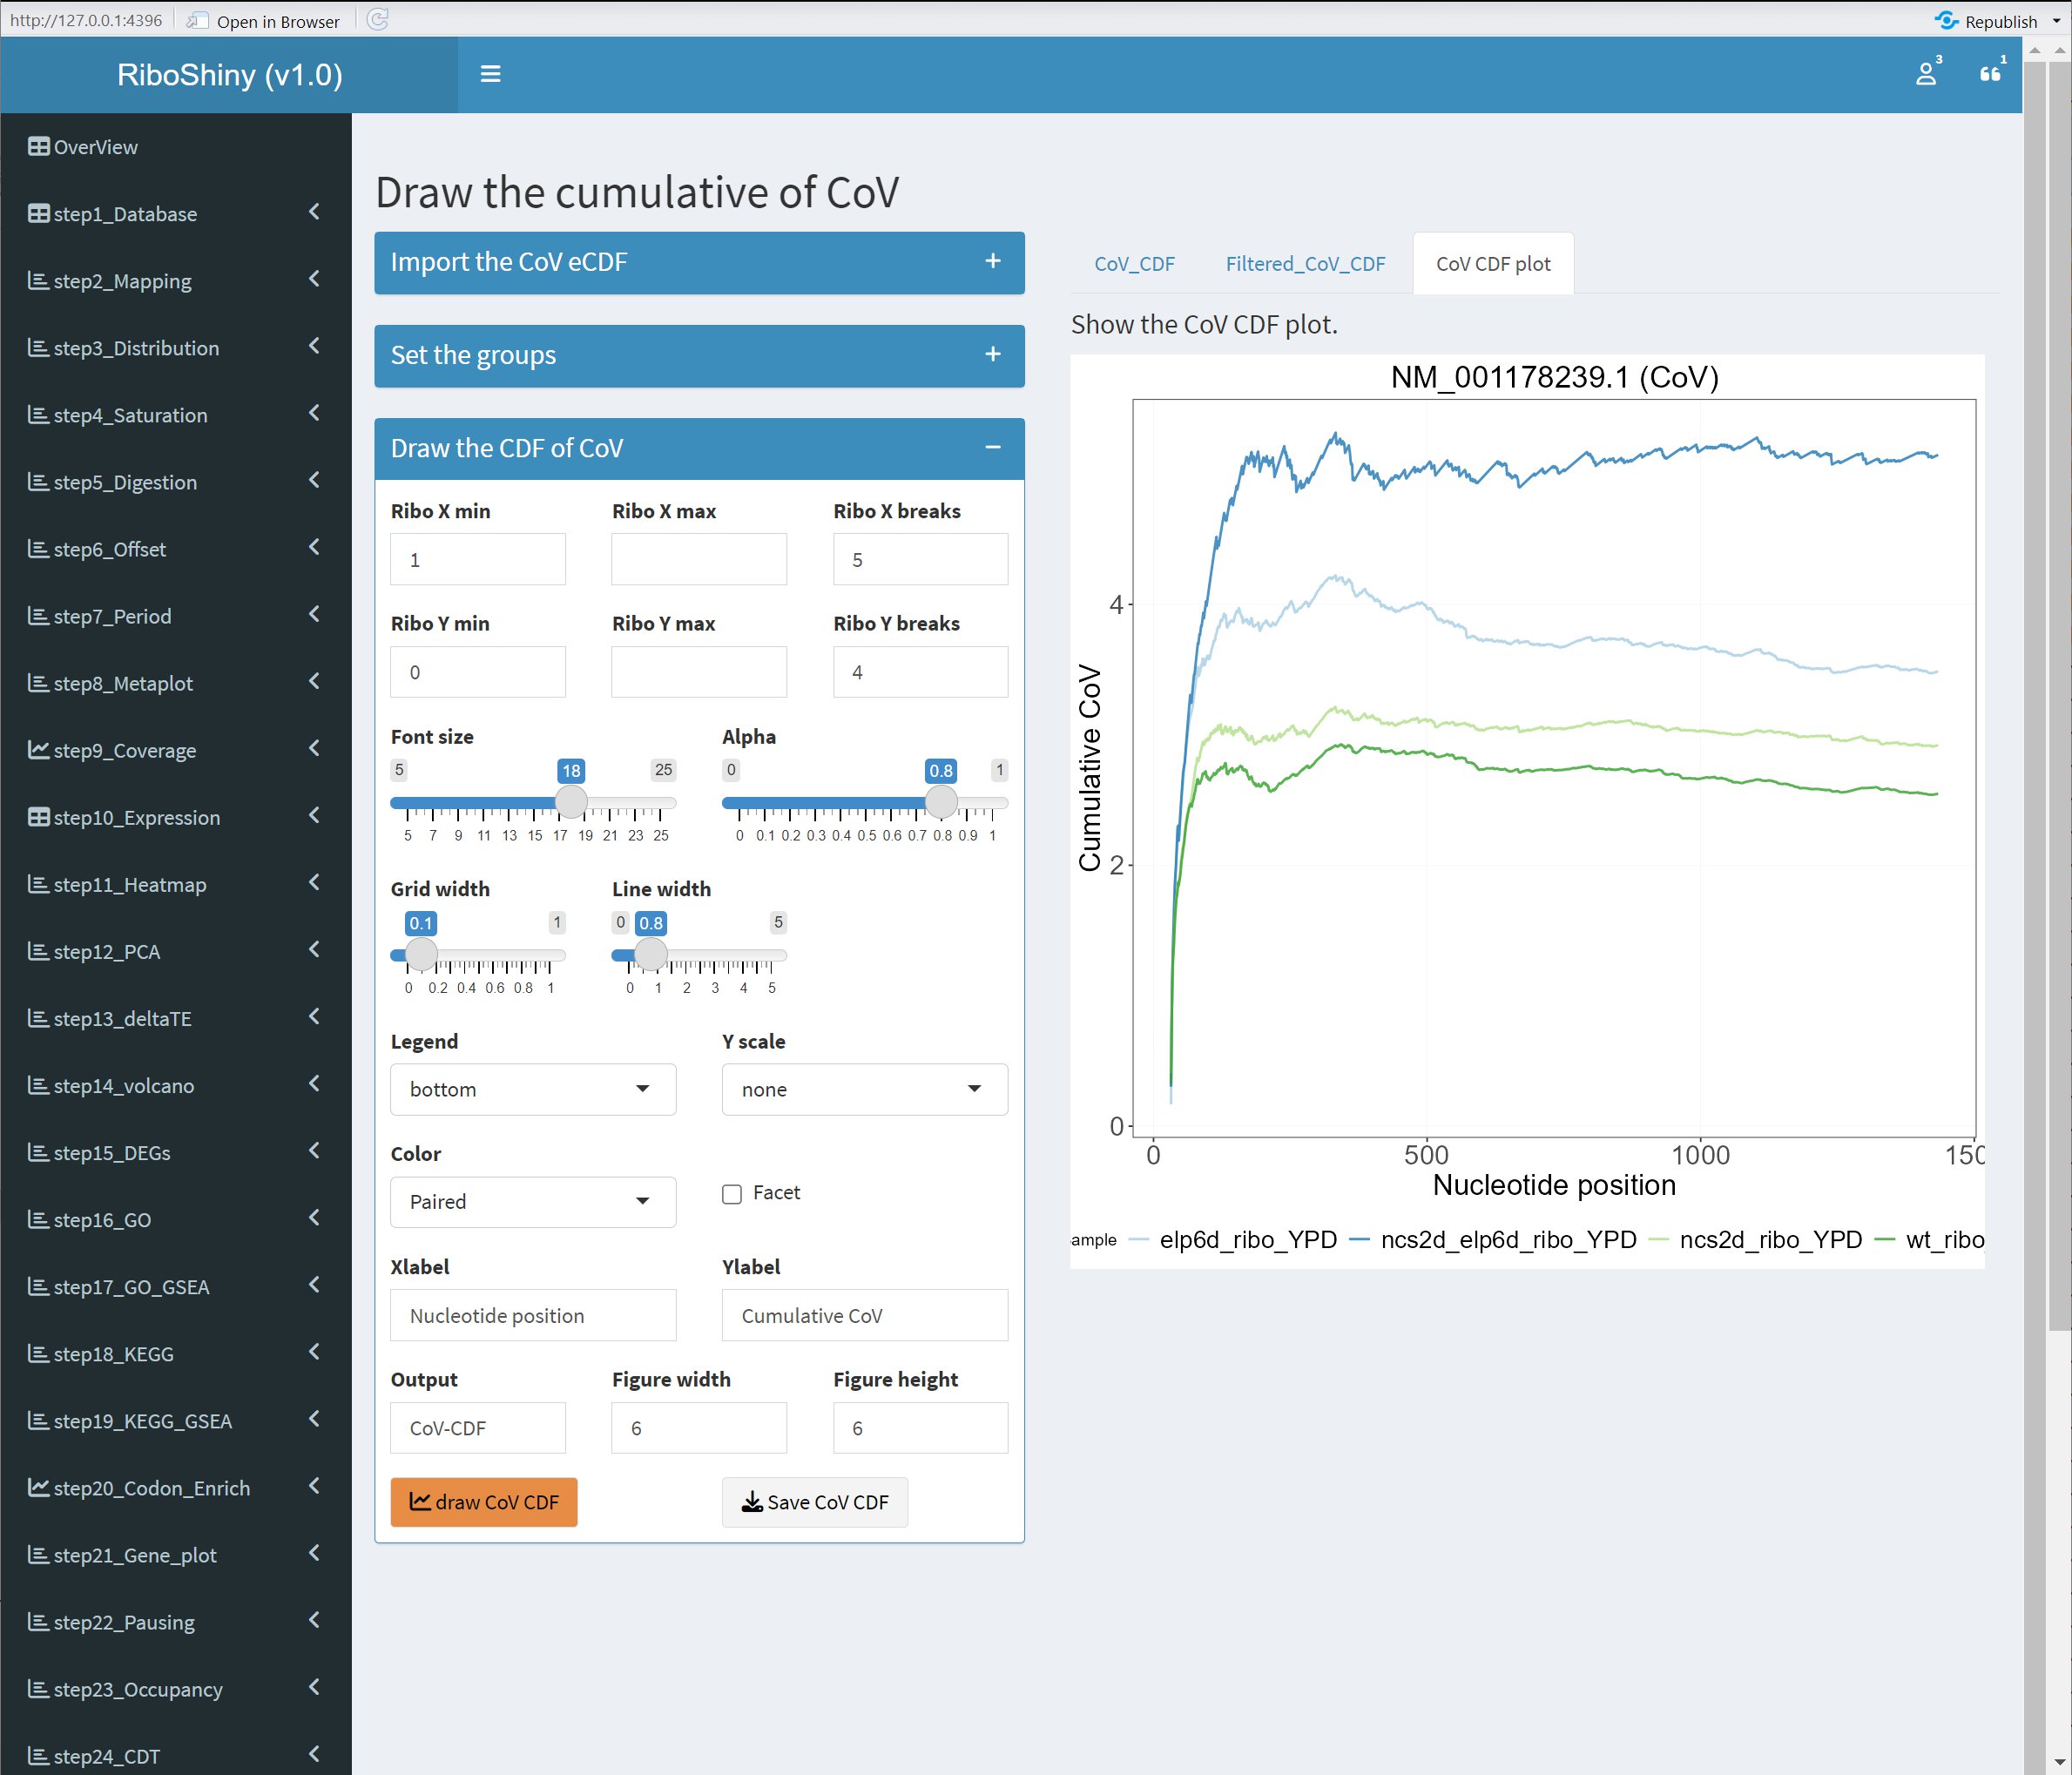 http://127.0.0.1:4396 Open in Browser Republish
RiboShiny (v1.0) 3 1
OverView
step1_Database
step2_Mapping
step3_Distribution
step4_Saturation
step5_Digestion
step6_Offset
step7_Period
step8_Metaplot
step9_Coverage
step10_Expression
step11_Heatmap
step12_PCA
step13_deltaTE
step14_volcano
step15_DEGs
step16_GO
step17_GO_GSEA
step18_KEGG
step19_KEGG_GSEA
step20_Codon_Enrich
step21_Gene_plot
step22_Pausing
step23_Occupancy
step24_CDT
Draw the cumulative of CoV
Import the CoV eCDF +
Set the groups +
Draw the CDF of CoV −
Ribo X min Ribo X max Ribo X breaks
1 5
Ribo Y min Ribo Y max Ribo Y breaks
0 4
Font size Alpha
5 18 25 0 0.8 1
5 7 9 11 13 15 17 19 21 23 25 0 0.1 0.2 0.3 0.4 0.5 0.6 0.7 0.8 0.9 1
Grid width Line width
0.1 1 0 0.8 5
0 0.2 0.4 0.6 0.8 1 0 1 2 3 4 5
Legend Y scale
bottom none
Color
Paired Facet
Xlabel Ylabel
Nucleotide position Cumulative CoV
Output Figure width Figure height
CoV-CDF 6 6
draw CoV CDF Save CoV CDF
CoV_CDF Filtered_CoV_CDF CoV CDF plot
Show the CoV CDF plot.
NM_001178239.1 (CoV)
Cumulative CoV
4
2
0
0 500 1000 150
Nucleotide position
ample elp6d_ribo_YPD ncs2d_elp6d_ribo_YPD ncs2d_ribo_YPD wt_ribo